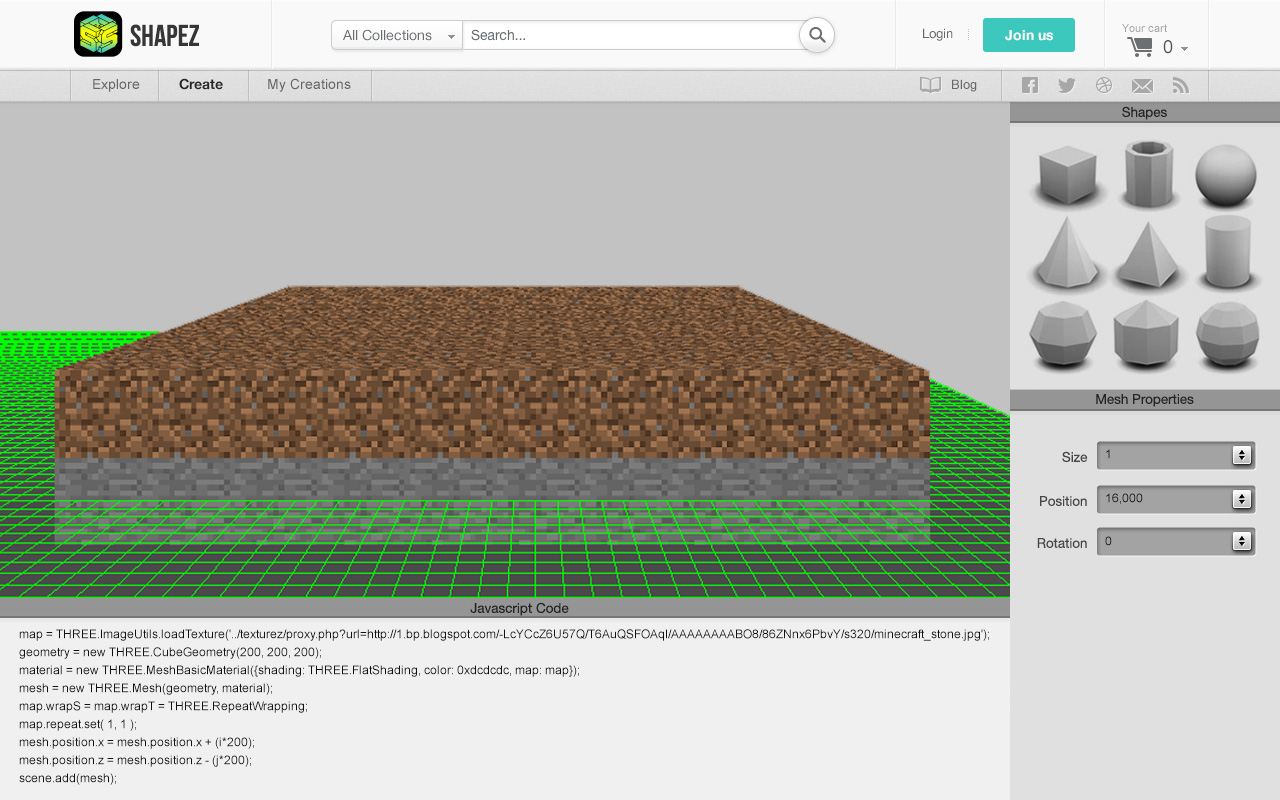 SHAPEZ
All Collections
Search...
Login
Join us
Your cart
0
Explore
Create
My Creations
Blog
Shapes
Mesh Properties
Size
1
Position
16,000
Rotation
0
Javascript Code
map = THREE.ImageUtils.loadTexture('../texturez/proxy.php?url=http://1.bp.blogspot.com/-LcYCcZ6U57Q/T6AuQSFOAqI/AAAAAAAABO8/86ZNnx6PbvY/s320/minecraft_stone.jpg');
geometry = new THREE.CubeGeometry(200, 200, 200);
material = new THREE.MeshBasicMaterial({shading: THREE.FlatShading, color: 0xdcdcdc, map: map});
mesh = new THREE.Mesh(geometry, material);
map.wrapS = map.wrapT = THREE.RepeatWrapping;
map.repeat.set( 1, 1 );
mesh.position.x = mesh.position.x + (i*200);
mesh.position.z = mesh.position.z - (j*200);
scene.add(mesh);